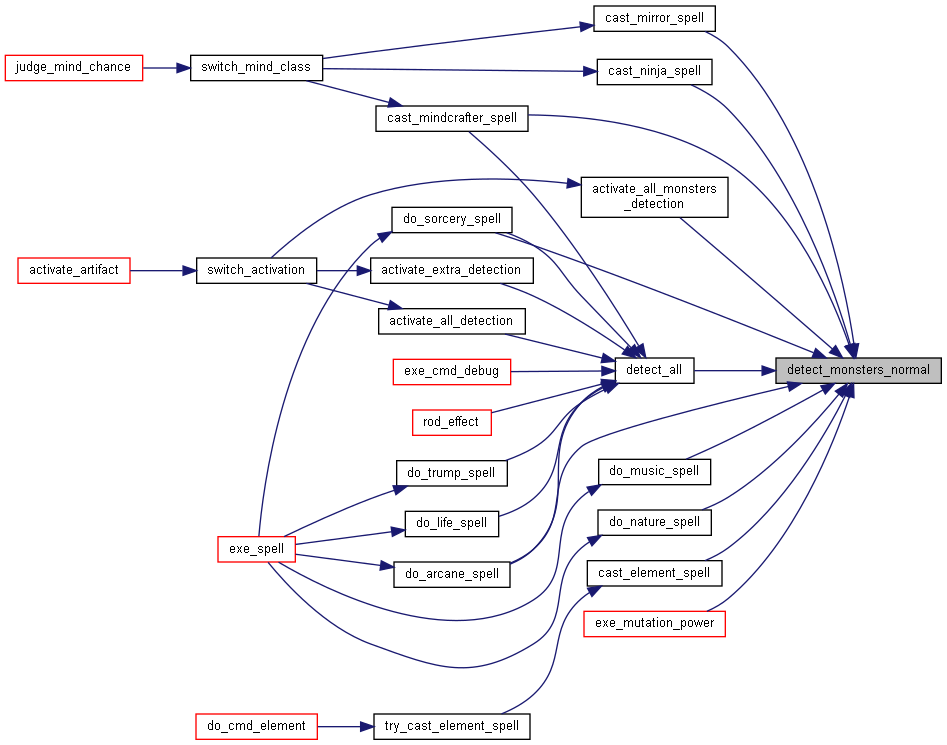 cast_mirror_spell
judge_mind_chance
switch_mind_class
cast_ninja_spell
cast_mindcrafter_spell
activate_all_monsters
_detection
do_sorcery_spell
activate_artifact
switch_activation
activate_extra_detection
activate_all_detection
exe_cmd_debug
detect_all
detect_monsters_normal
rod_effect
do_trump_spell
do_music_spell
do_life_spell
do_nature_spell
exe_spell
do_arcane_spell
cast_element_spell
exe_mutation_power
do_cmd_element
try_cast_element_spell